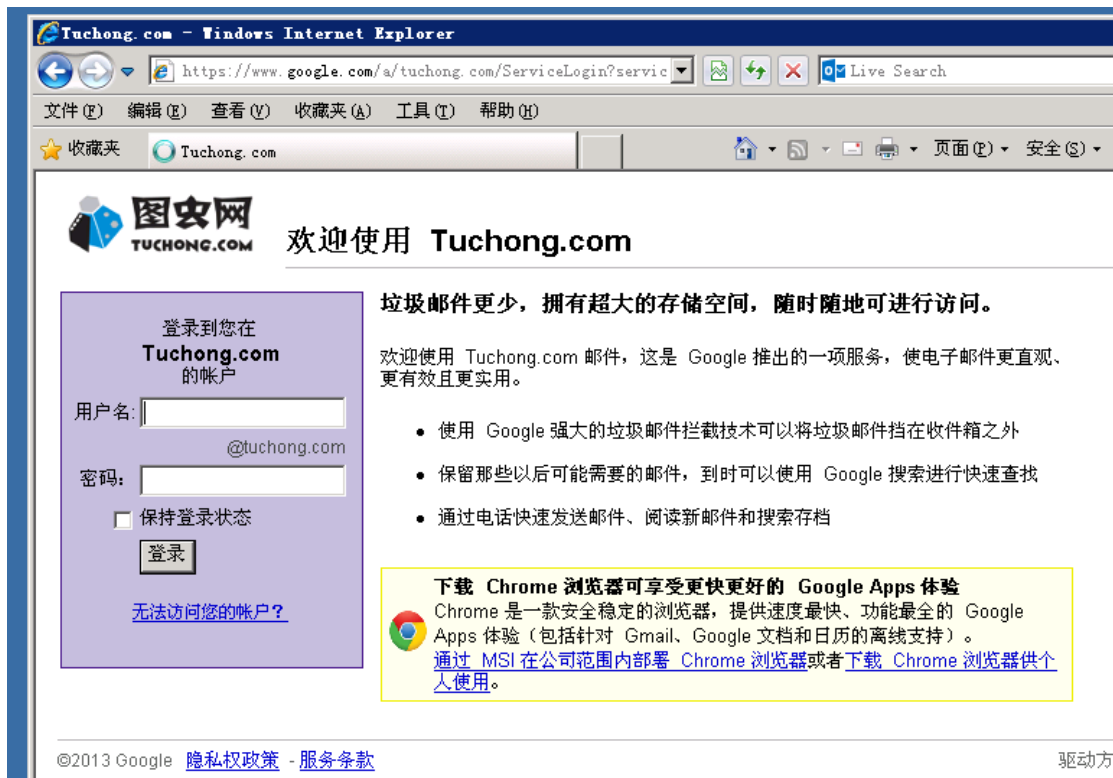 Tuchong.com - Windows Internet Explorer
https://www.google.com/a/tuchong.com/ServiceLogin?servic
Live Search
文件(F) 编辑(E) 查看(V) 收藏夹(A) 工具(T) 帮助(H)
收藏夹 Tuchong.com 页面(P) 安全(S)
图虫网
TUCHONG.COM
欢迎使用 Tuchong.com
登录到您在
Tuchong.com
的帐户
用户名:
@tuchong.com
密码:
保持登录状态
登录
无法访问您的帐户?
垃圾邮件更少，拥有超大的存储空间，随时随地可进行访问。
欢迎使用 Tuchong.com 邮件，这是 Google 推出的一项服务，使电子邮件更直观、
更有效且更实用。
● 使用 Google 强大的垃圾邮件拦截技术可以将垃圾邮件挡在收件箱之外
● 保留那些以后可能需要的邮件，到时可以使用 Google 搜索进行快速查找
● 通过电话快速发送邮件、阅读新邮件和搜索存档
下载 Chrome 浏览器可享受更快更好的 Google Apps 体验
Chrome 是一款安全稳定的浏览器，提供速度最快、功能最全的 Google
Apps 体验（包括针对 Gmail、Google 文档和日历的离线支持）。
通过 MSI 在公司范围内部署 Chrome 浏览器或者下载 Chrome 浏览器供个
人使用。
©2013 Google 隐私权政策 - 服务条款 驱动方